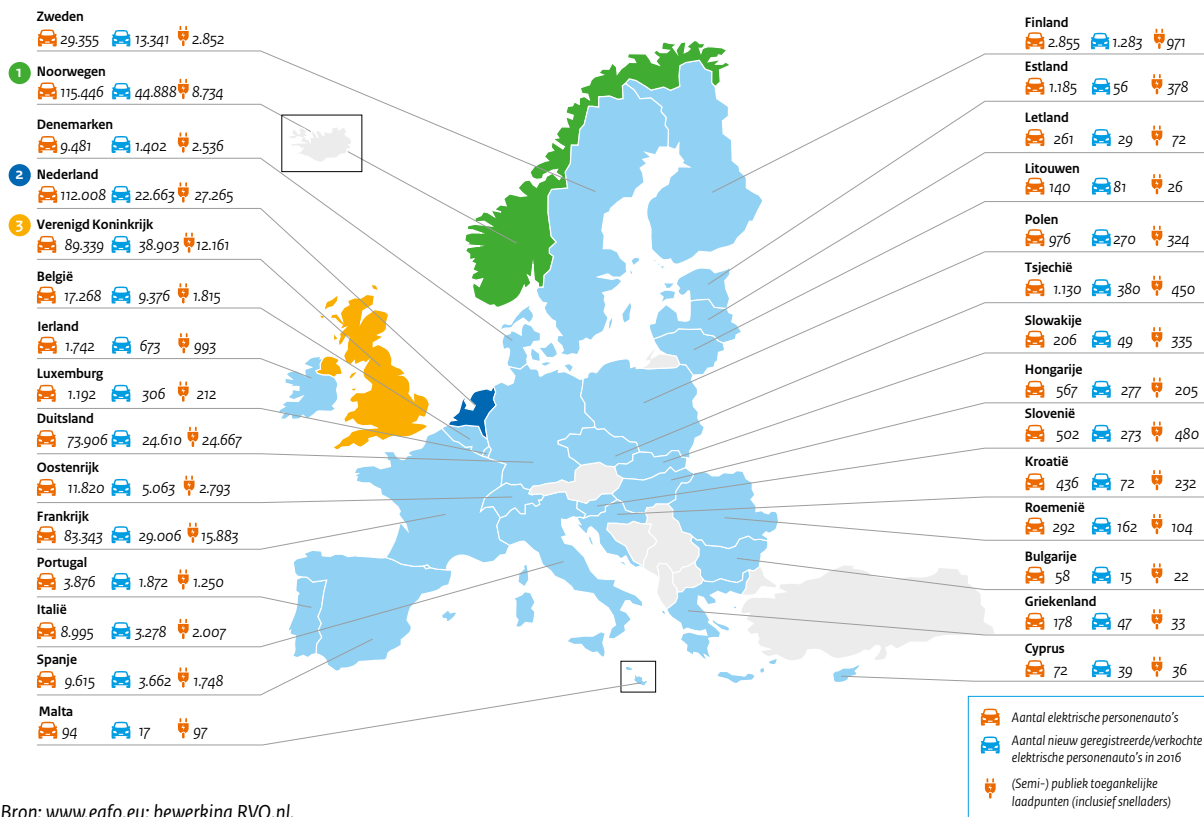 Zweden
29.355 13.341 2.852
1 Noorwegen
115.446 44.888 8.734
Denemarken
9.481 1.402 2.536
2 Nederland
112.008 22.663 27.265
3 Verenigd Koninkrijk
89.339 38.903 12.161
België
17.268 9.376 1.815
Ierland
1.742 673 993
Luxemburg
1.192 306 212
Duitsland
73.906 24.610 24.667
Oostenrijk
11.820 5.063 2.793
Frankrijk
83.343 29.006 15.883
Portugal
3.876 1.872 1.250
Italië
8.995 3.278 2.007
Spanje
9.615 3.662 1.748
Malta
94 17 97
Finland
2.855 1.283 971
Estland
1.185 56 378
Letland
261 29 72
Litouwen
140 81 26
Polen
976 270 324
Tsjechië
1.130 380 450
Slowakije
206 49 335
Hongarije
567 277 205
Slovenië
502 273 480
Kroatië
436 72 232
Roemenië
292 162 104
Bulgarije
58 15 22
Griekenland
178 47 33
Cyprus
72 39 36
Aantal elektrische personenauto's
Aantal nieuw geregistreerde/verkochte
elektrische personenauto's in 2016
(Semi-) publiek toegankelijke
laadpunten (inclusief snelladers)
Bron: www.eafo.eu; bewerking RVO.nl.